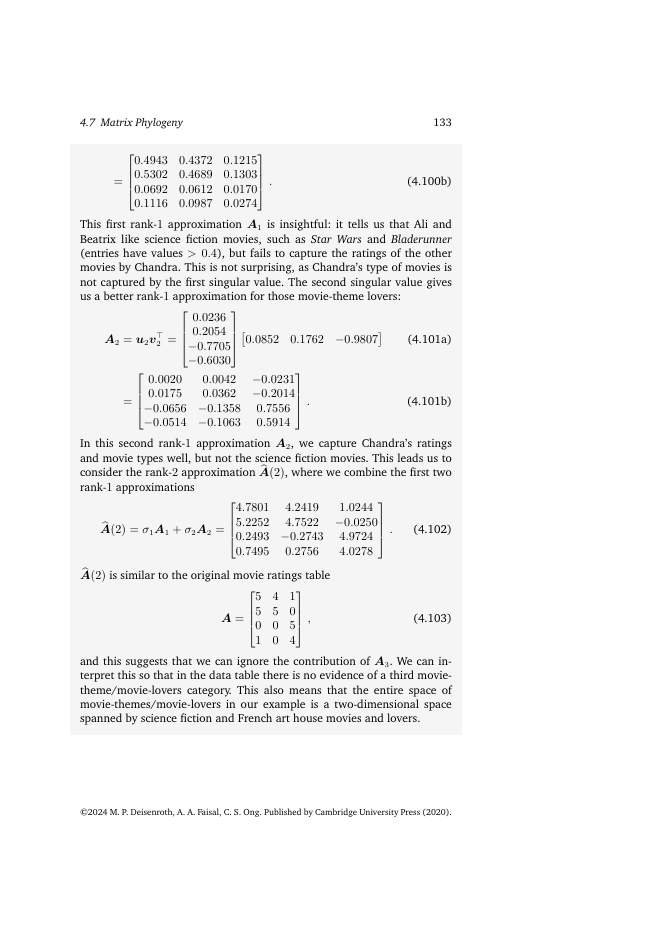 4.7 Matrix Phylogeny 133
= [0.4943 0.4372 0.1215
0.5302 0.4689 0.1303
0.0692 0.0612 0.0170
0.1116 0.0987 0.0274] . (4.100b)
This first rank-1 approximation A₁ is insightful: it tells us that Ali and
Beatrix like science fiction movies, such as Star Wars and Bladerunner
(entries have values > 0.4), but fails to capture the ratings of the other
movies by Chandra. This is not surprising, as Chandra's type of movies is
not captured by the first singular value. The second singular value gives
us a better rank-1 approximation for those movie-theme lovers:
A₂ = u₂v₂⊤ = [0.0236
0.2054
−0.7705
−0.6030] [0.0852 0.1762 −0.9807] (4.101a)
= [0.0020 0.0042 −0.0231
0.0175 0.0362 −0.2014
−0.0656 −0.1358 0.7556
−0.0514 −0.1063 0.5914] . (4.101b)
In this second rank-1 approximation A₂, we capture Chandra's ratings
and movie types well, but not the science fiction movies. This leads us to
consider the rank-2 approximation Â(2), where we combine the first two
rank-1 approximations
Â(2) = σ₁A₁ + σ₂A₂ = [4.7801 4.2419 1.0244
5.2252 4.7522 −0.0250
0.2493 −0.2743 4.9724
0.7495 0.2756 4.0278] . (4.102)
Â(2) is similar to the original movie ratings table
A = [5 4 1
5 5 0
0 0 5
1 0 4] , (4.103)
and this suggests that we can ignore the contribution of A₃. We can in-
terpret this so that in the data table there is no evidence of a third movie-
theme/movie-lovers category. This also means that the entire space of
movie-themes/movie-lovers in our example is a two-dimensional space
spanned by science fiction and French art house movies and lovers.
©2024 M. P. Deisenroth, A. A. Faisal, C. S. Ong. Published by Cambridge University Press (2020).